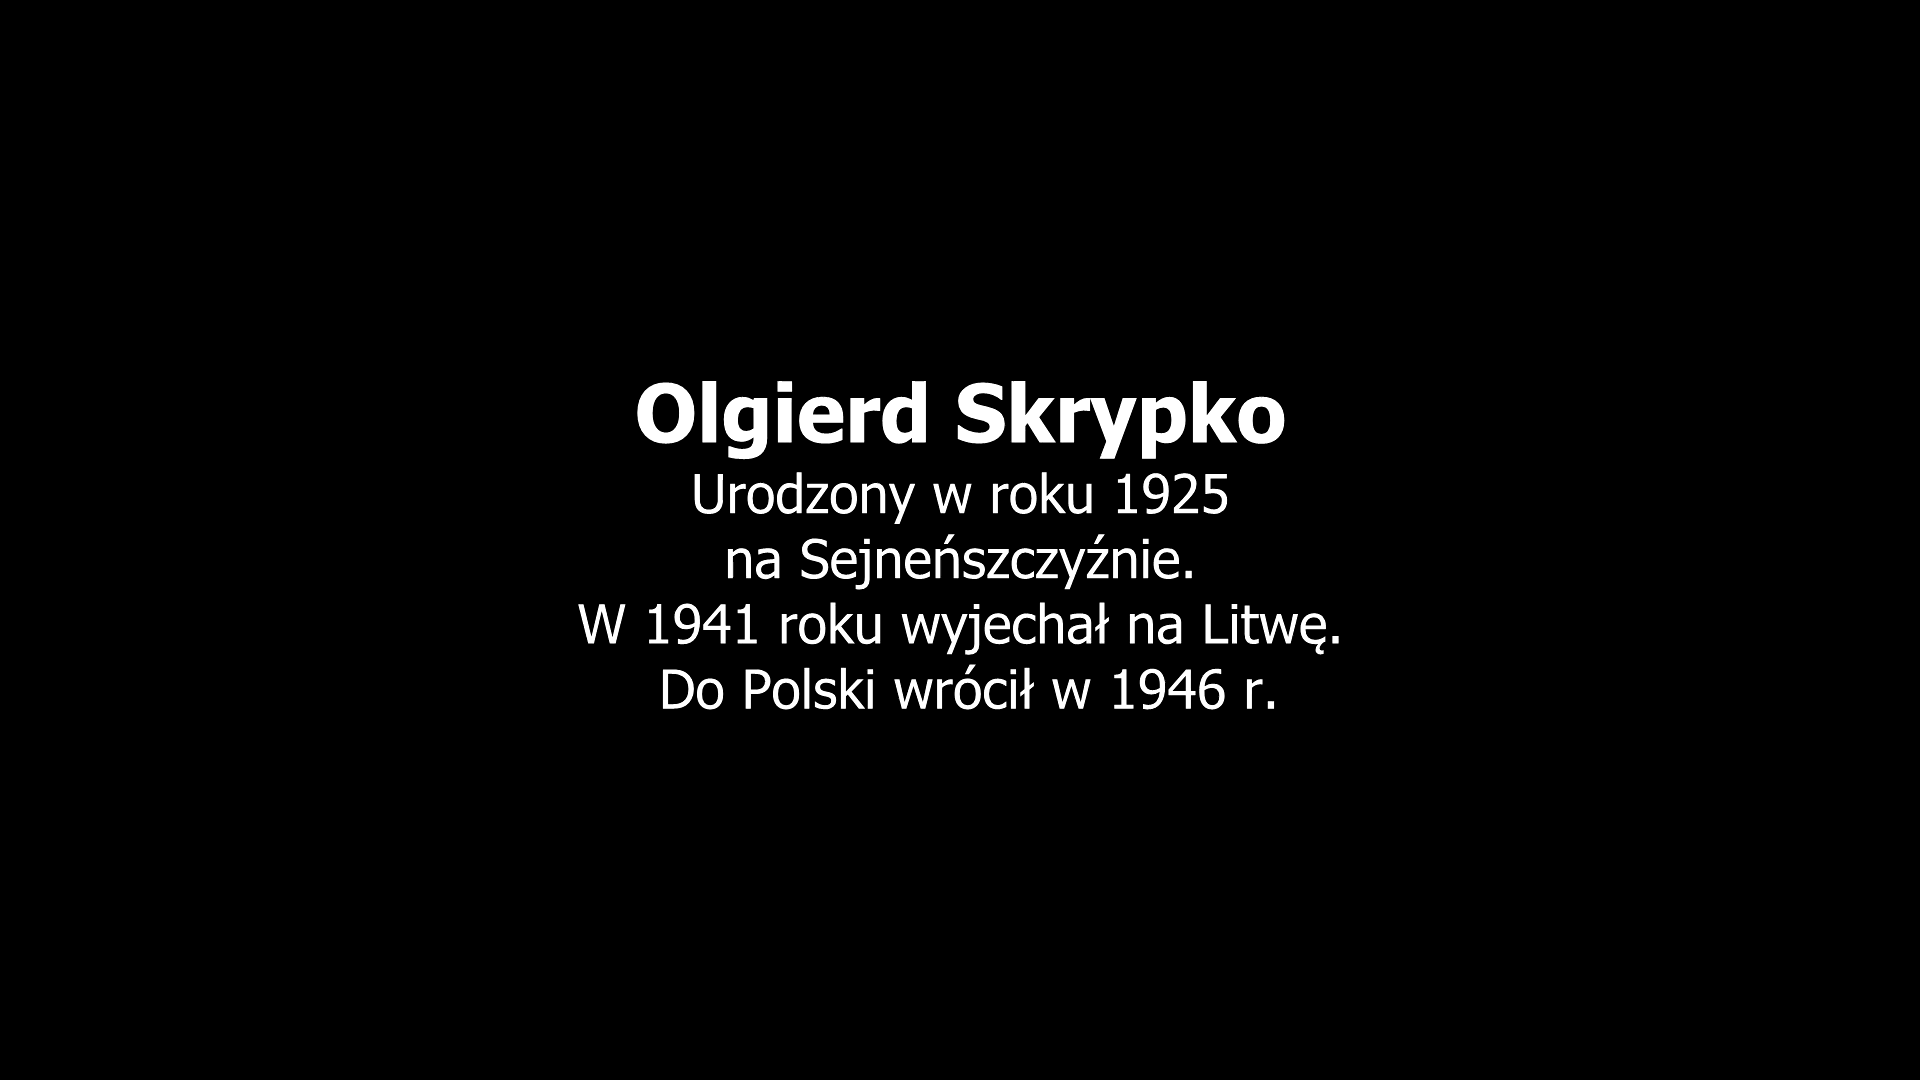 Olgierd Skrypko
Urodzony w roku 1925
na Sejneńszczyźnie.
W 1941 roku wyjechał na Litwę.
Do Polski wrócił w 1946 r.